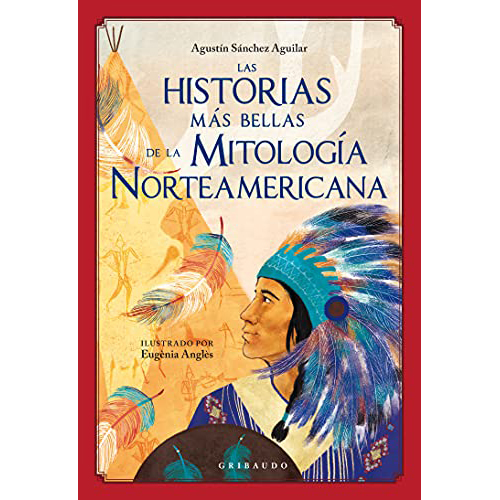 Agustín Sánchez Aguilar
LAS
HISTORIAS
MÁS BELLAS
DE LA MITOLOGÍA
NORTEAMERICANA
ILUSTRADO POR
Eugènia Anglès
GRIBAUDO